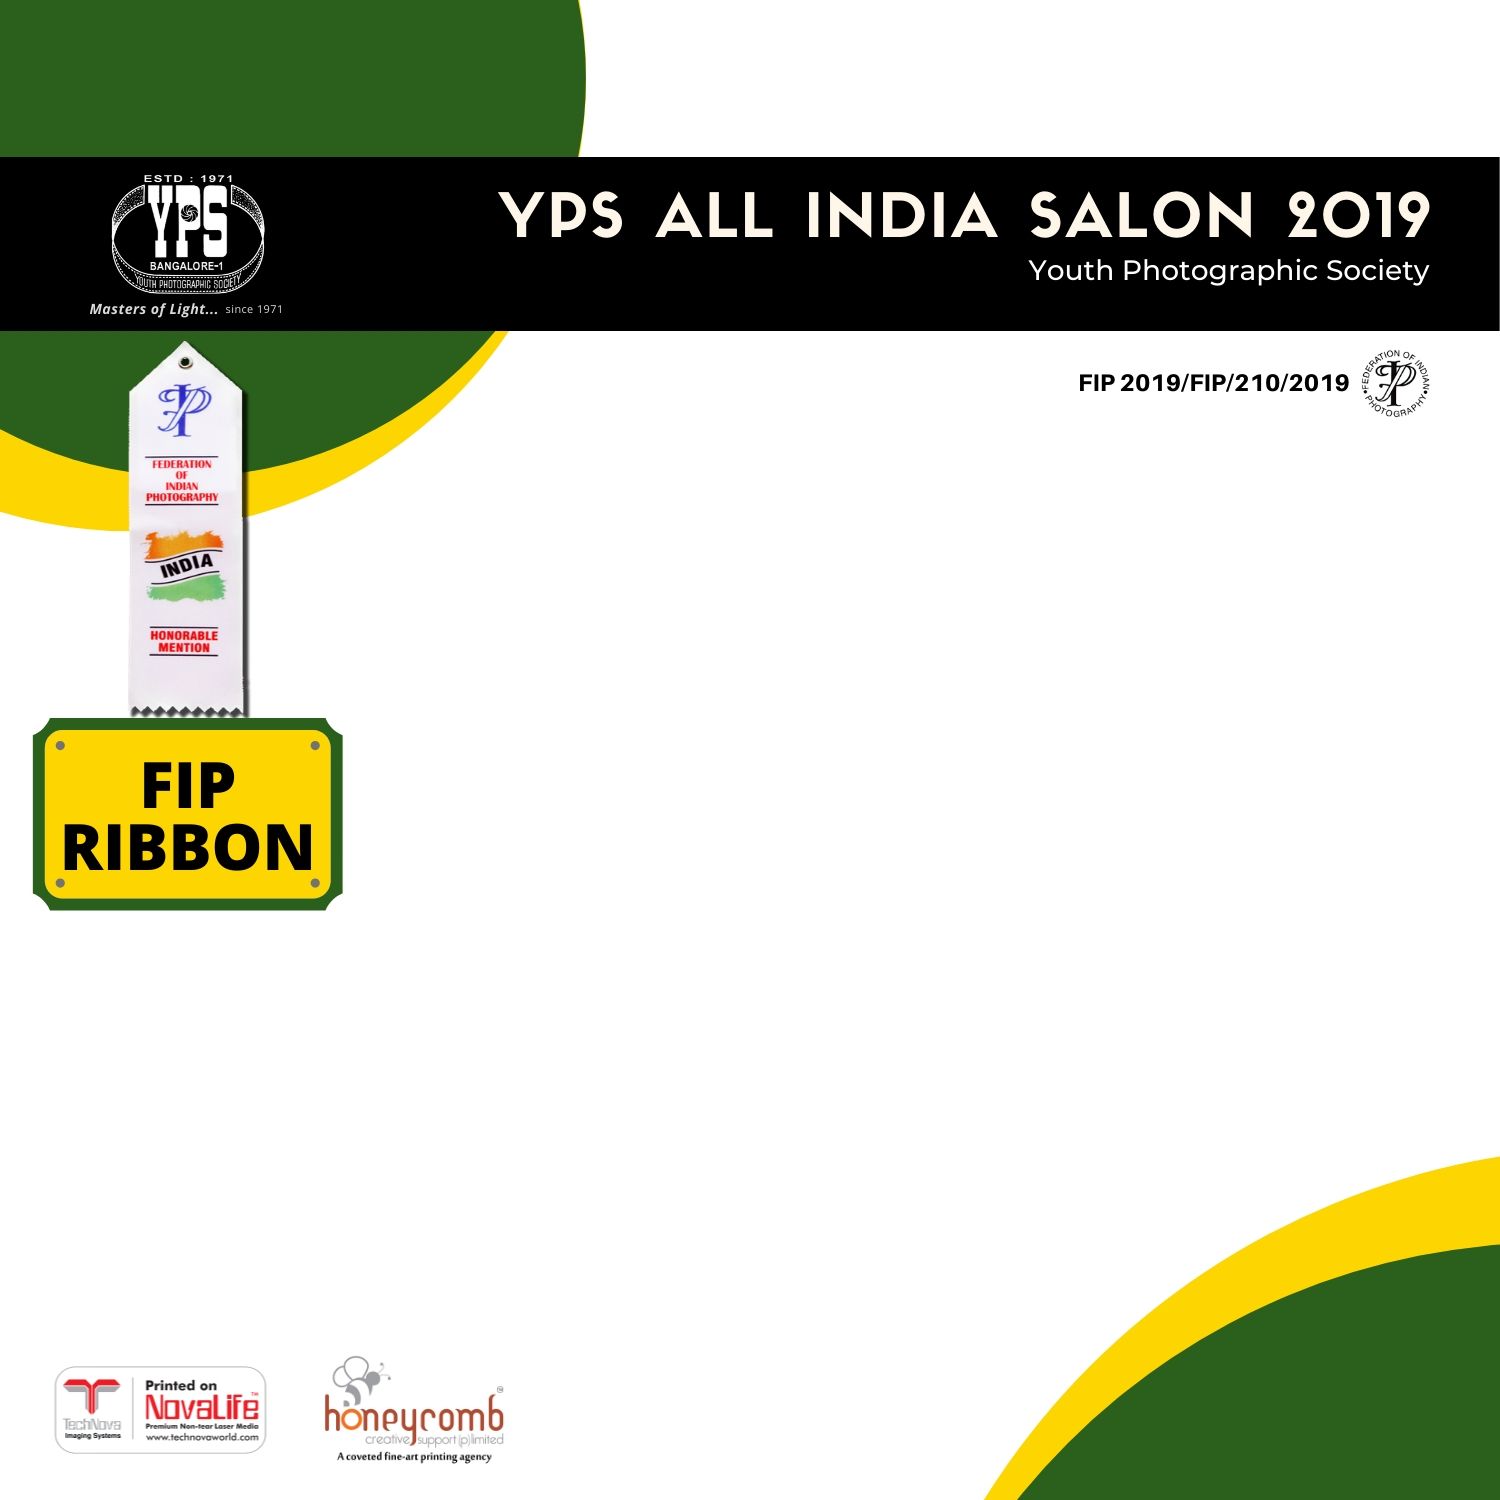 ESTD : 1971
YPS
BANGALORE-1
YOUTH PHOTOGRAPHIC SOCIETY
Masters of Light... since 1971
YPS ALL INDIA SALON 2019
Youth Photographic Society
FIP 2019/FIP/210/2019
FEDERATION OF INDIAN
PHOTOGRAPHY
FIP
FIP
FEDERATION
OF
INDIAN
PHOTOGRAPHY
INDIA
HONORABLE
MENTION
FIP
RIBBON
TechNova
Imaging Systems
Printed on
NovaLife™
Premium Non-tear Laser Media
www.technovaworld.com
honeycomb®
creative support (p) limited
A coveted fine-art printing agency